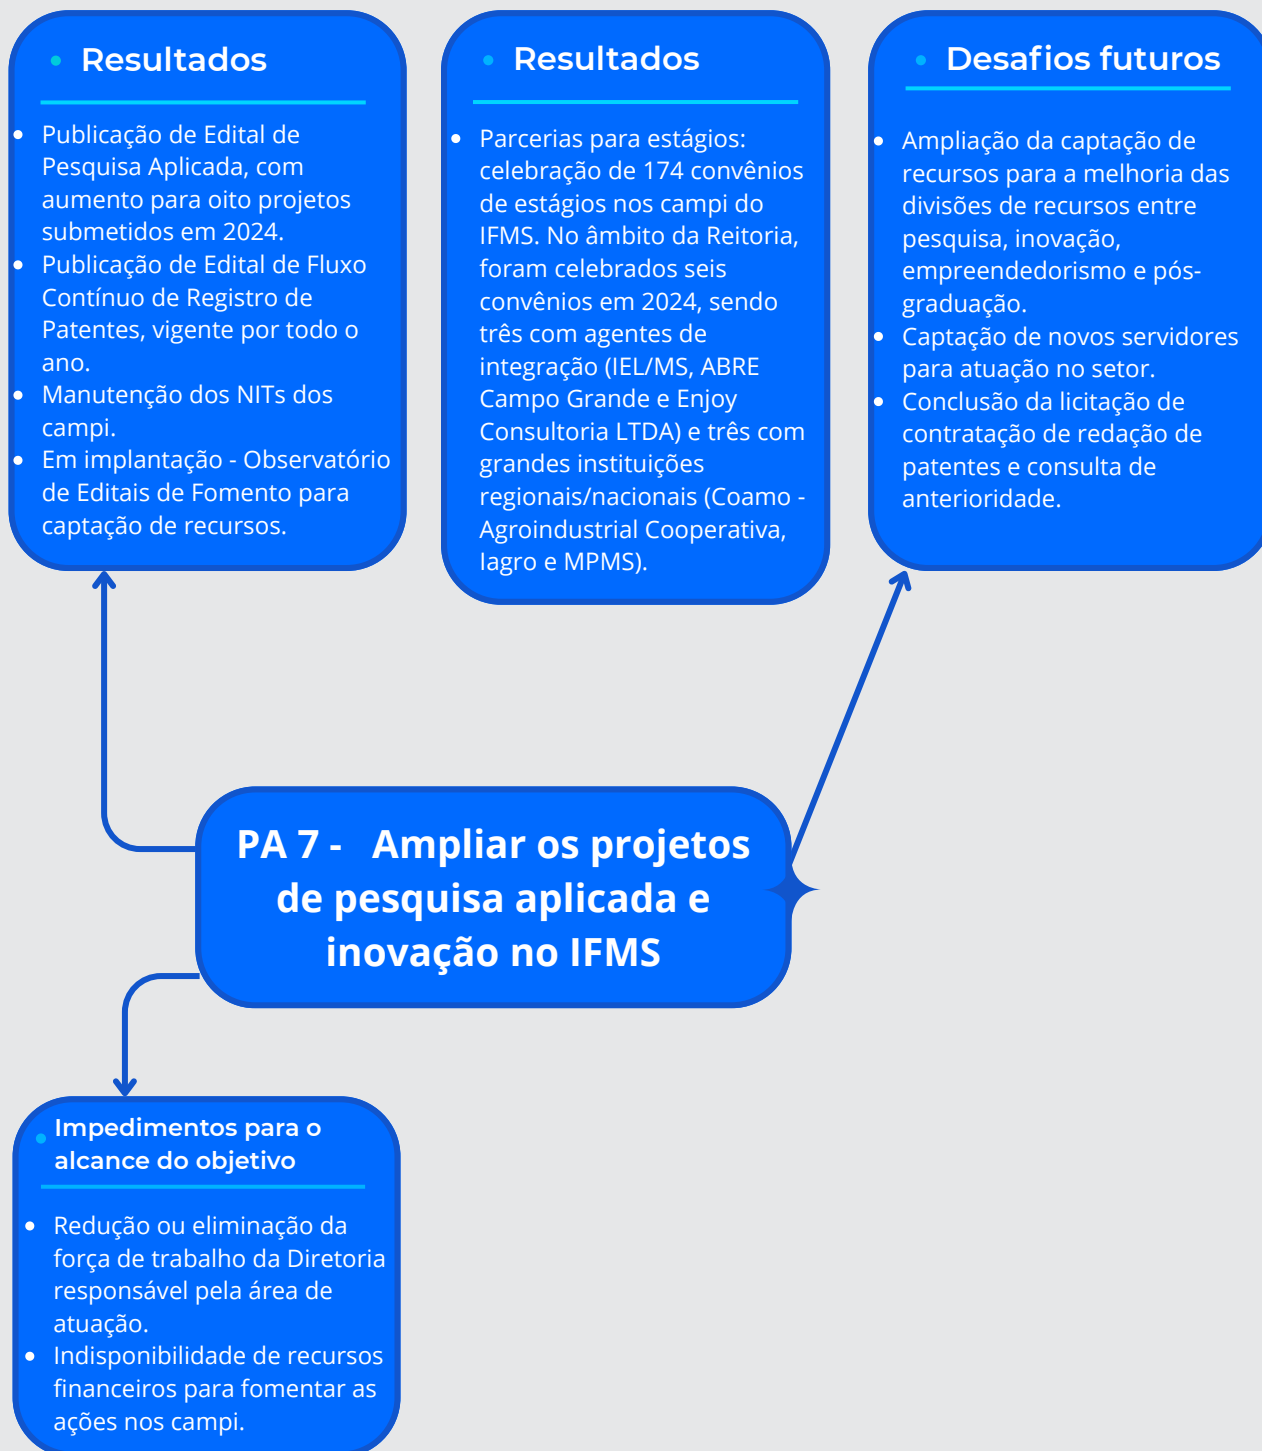 Resultados
Publicação de Edital de
Pesquisa Aplicada, com
aumento para oito projetos
submetidos em 2024.
Publicação de Edital de Fluxo
Contínuo de Registro de
Patentes, vigente por todo o
ano.
Manutenção dos NITs dos
campi.
Em implantação - Observatório
de Editais de Fomento para
captação de recursos.
Resultados
Parcerias para estágios:
celebração de 174 convênios
de estágios nos campi do
IFMS. No âmbito da Reitoria,
foram celebrados seis
convênios em 2024, sendo
três com agentes de
integração (IEL/MS, ABRE
Campo Grande e Enjoy
Consultoria LTDA) e três com
grandes instituições
regionais/nacionais (Coamo -
Agroindustrial Cooperativa,
Iagro e MPMS).
Desafios futuros
Ampliação da captação de
recursos para a melhoria das
divisões de recursos entre
pesquisa, inovação,
empreendedorismo e pós-
graduação.
Captação de novos servidores
para atuação no setor.
Conclusão da licitação de
contratação de redação de
patentes e consulta de
anterioridade.
PA 7 - Ampliar os projetos
de pesquisa aplicada e
inovação no IFMS
Impedimentos para o
alcance do objetivo
Redução ou eliminação da
força de trabalho da Diretoria
responsável pela área de
atuação.
Indisponibilidade de recursos
financeiros para fomentar as
ações nos campi.